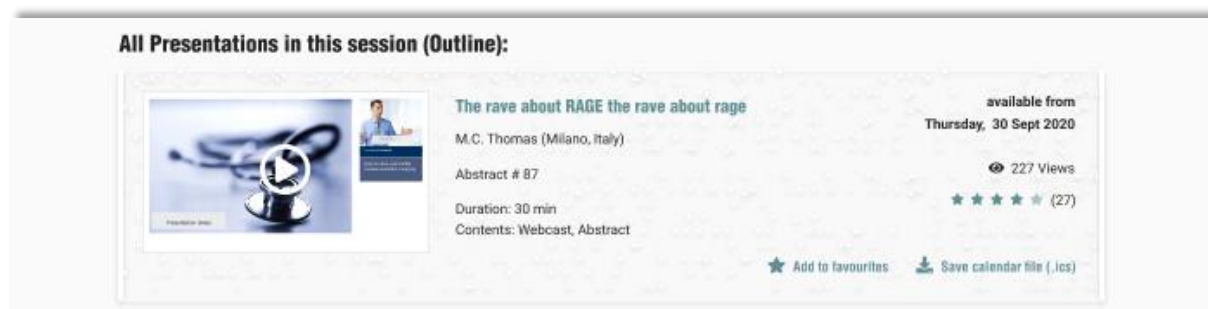 All Presentations in this session (Outline):
The rave about RAGE the rave about rage
M.C. Thomas (Milano, Italy)
Abstract # 87
Duration: 30 min
Contents: Webcast, Abstract
available from
Thursday, 30 Sept 2020
227 Views
(27)
Add to favourites
Save calendar file (.ics)